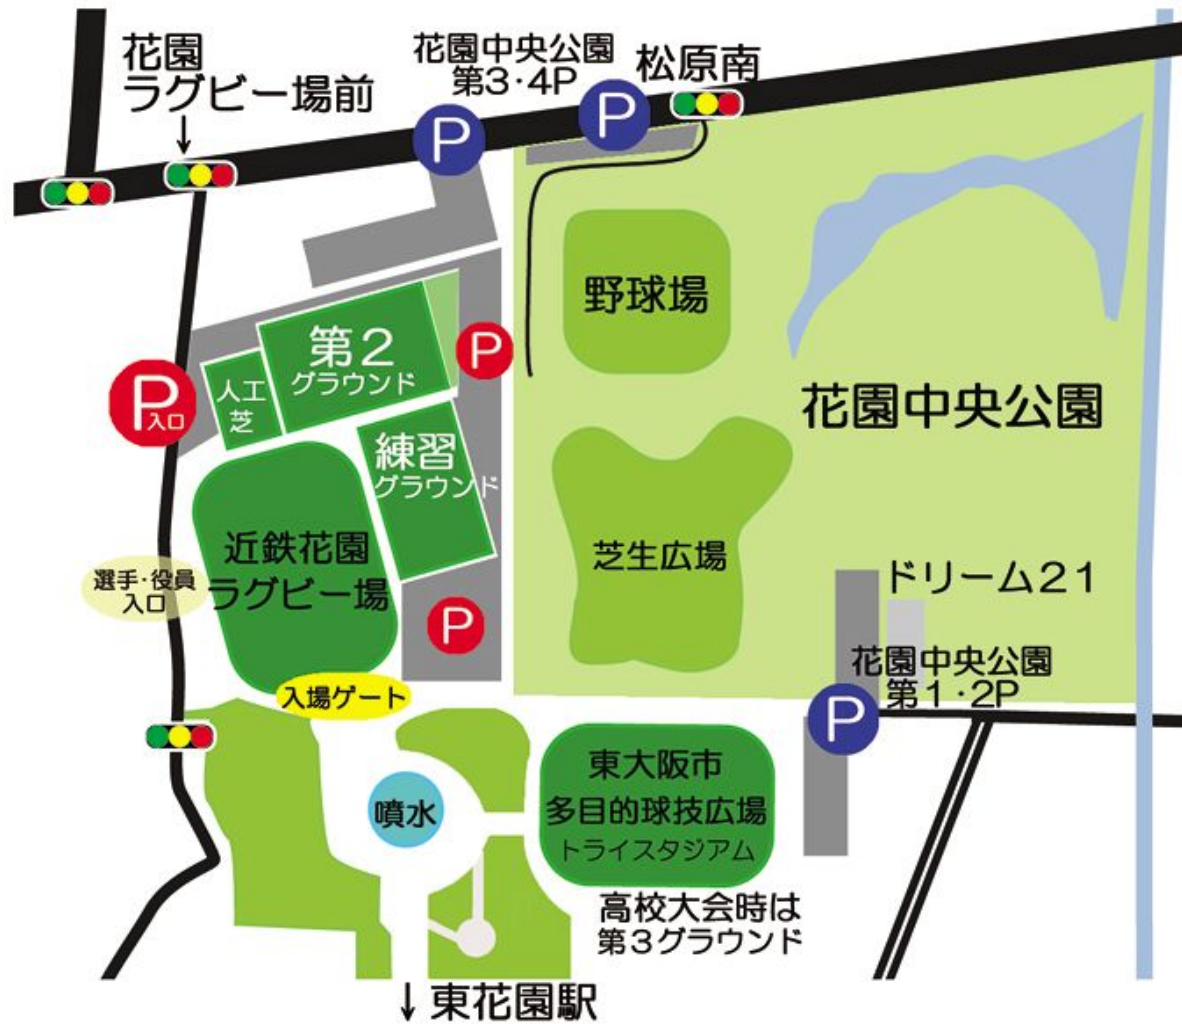 花園
ラグビー場前
↓
花園中央公園
第3・4P
松原南
P
P
野球場
第2
グラウンド
P
人工
芝
P
入口
練習
グラウンド
花園中央公園
近鉄花園
ラグビー場
芝生広場
選手・役員
入口
P
ドリーム21
花園中央公園
第1・2P
P
入場ゲート
噴水
東大阪市
多目的球技広場
トライスタジアム
高校大会時は
第3グラウンド
↓東花園駅